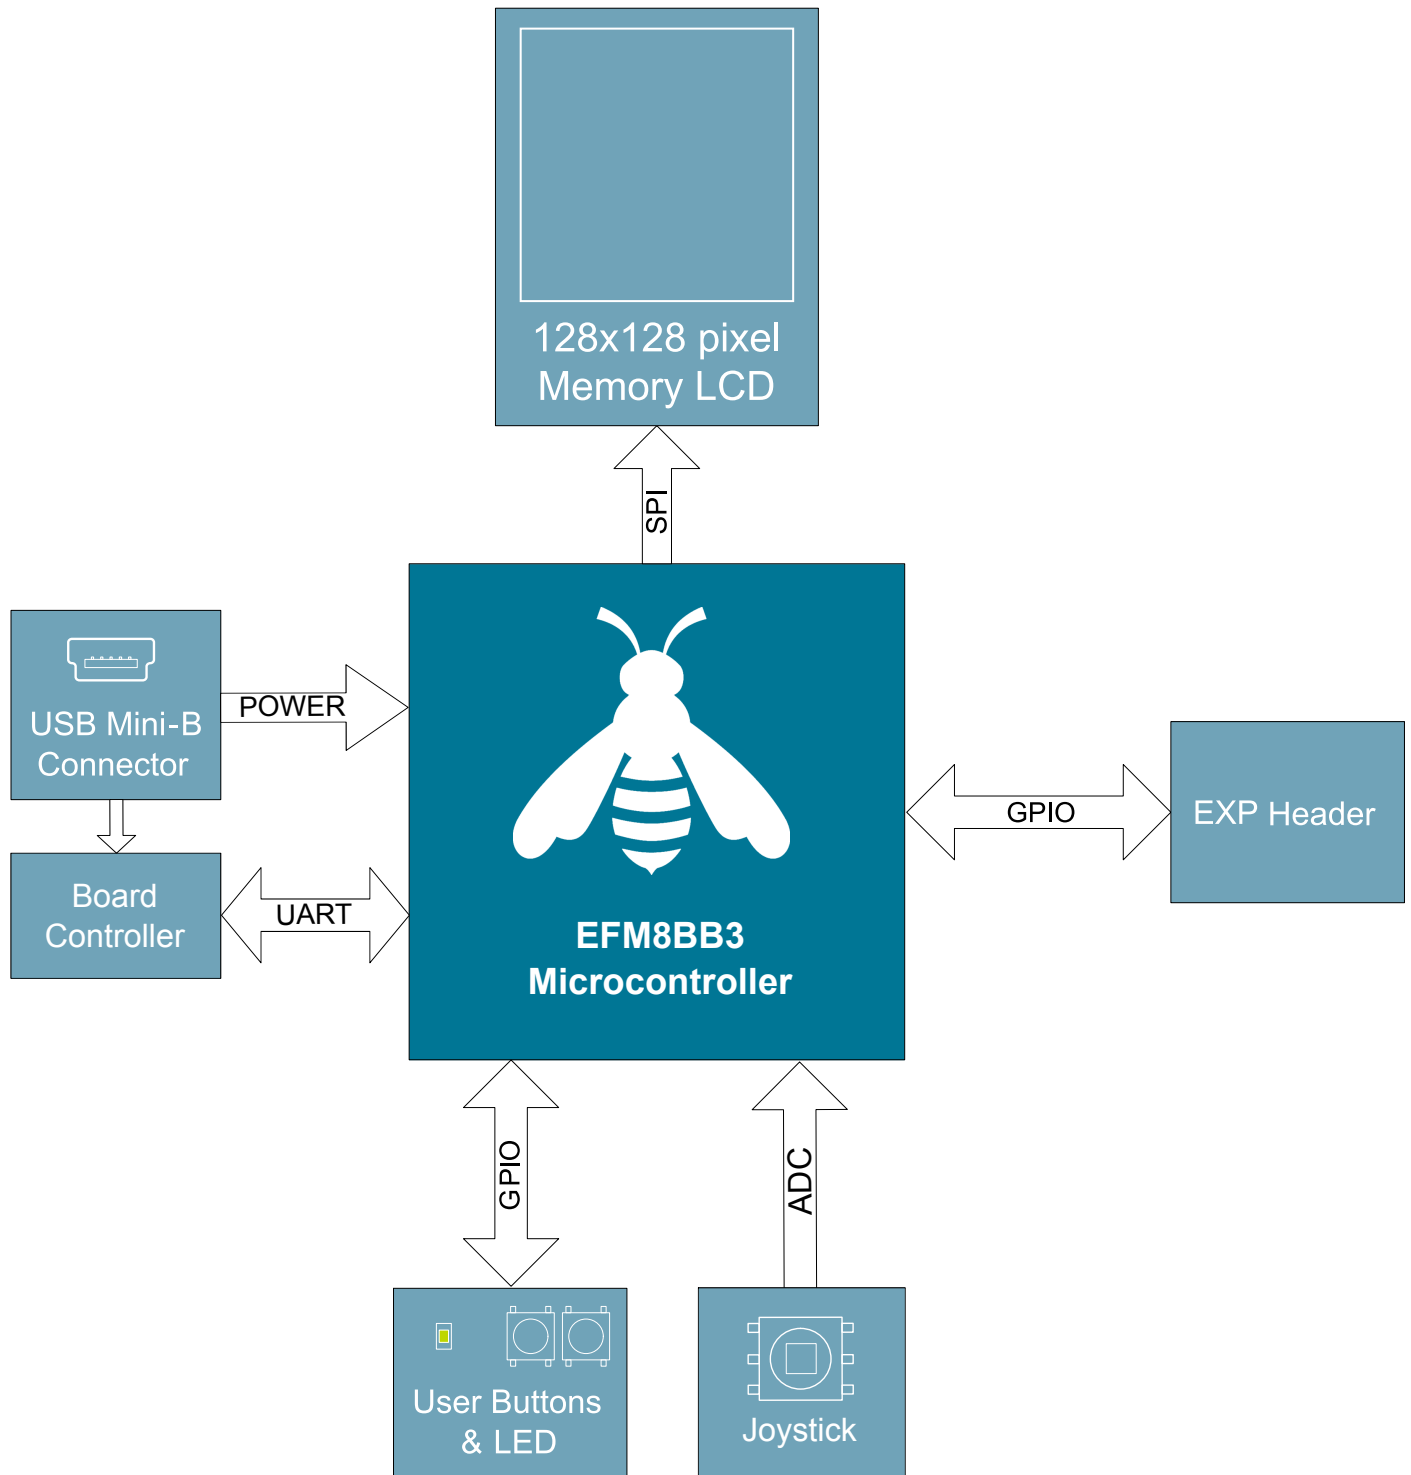 128x128 pixel
Memory LCD
SPI
USB Mini-B
Connector
POWER
Board
Controller
UART
EFM8BB3
Microcontroller
GPIO
EXP Header
GPIO
ADC
User Buttons
& LED
Joystick